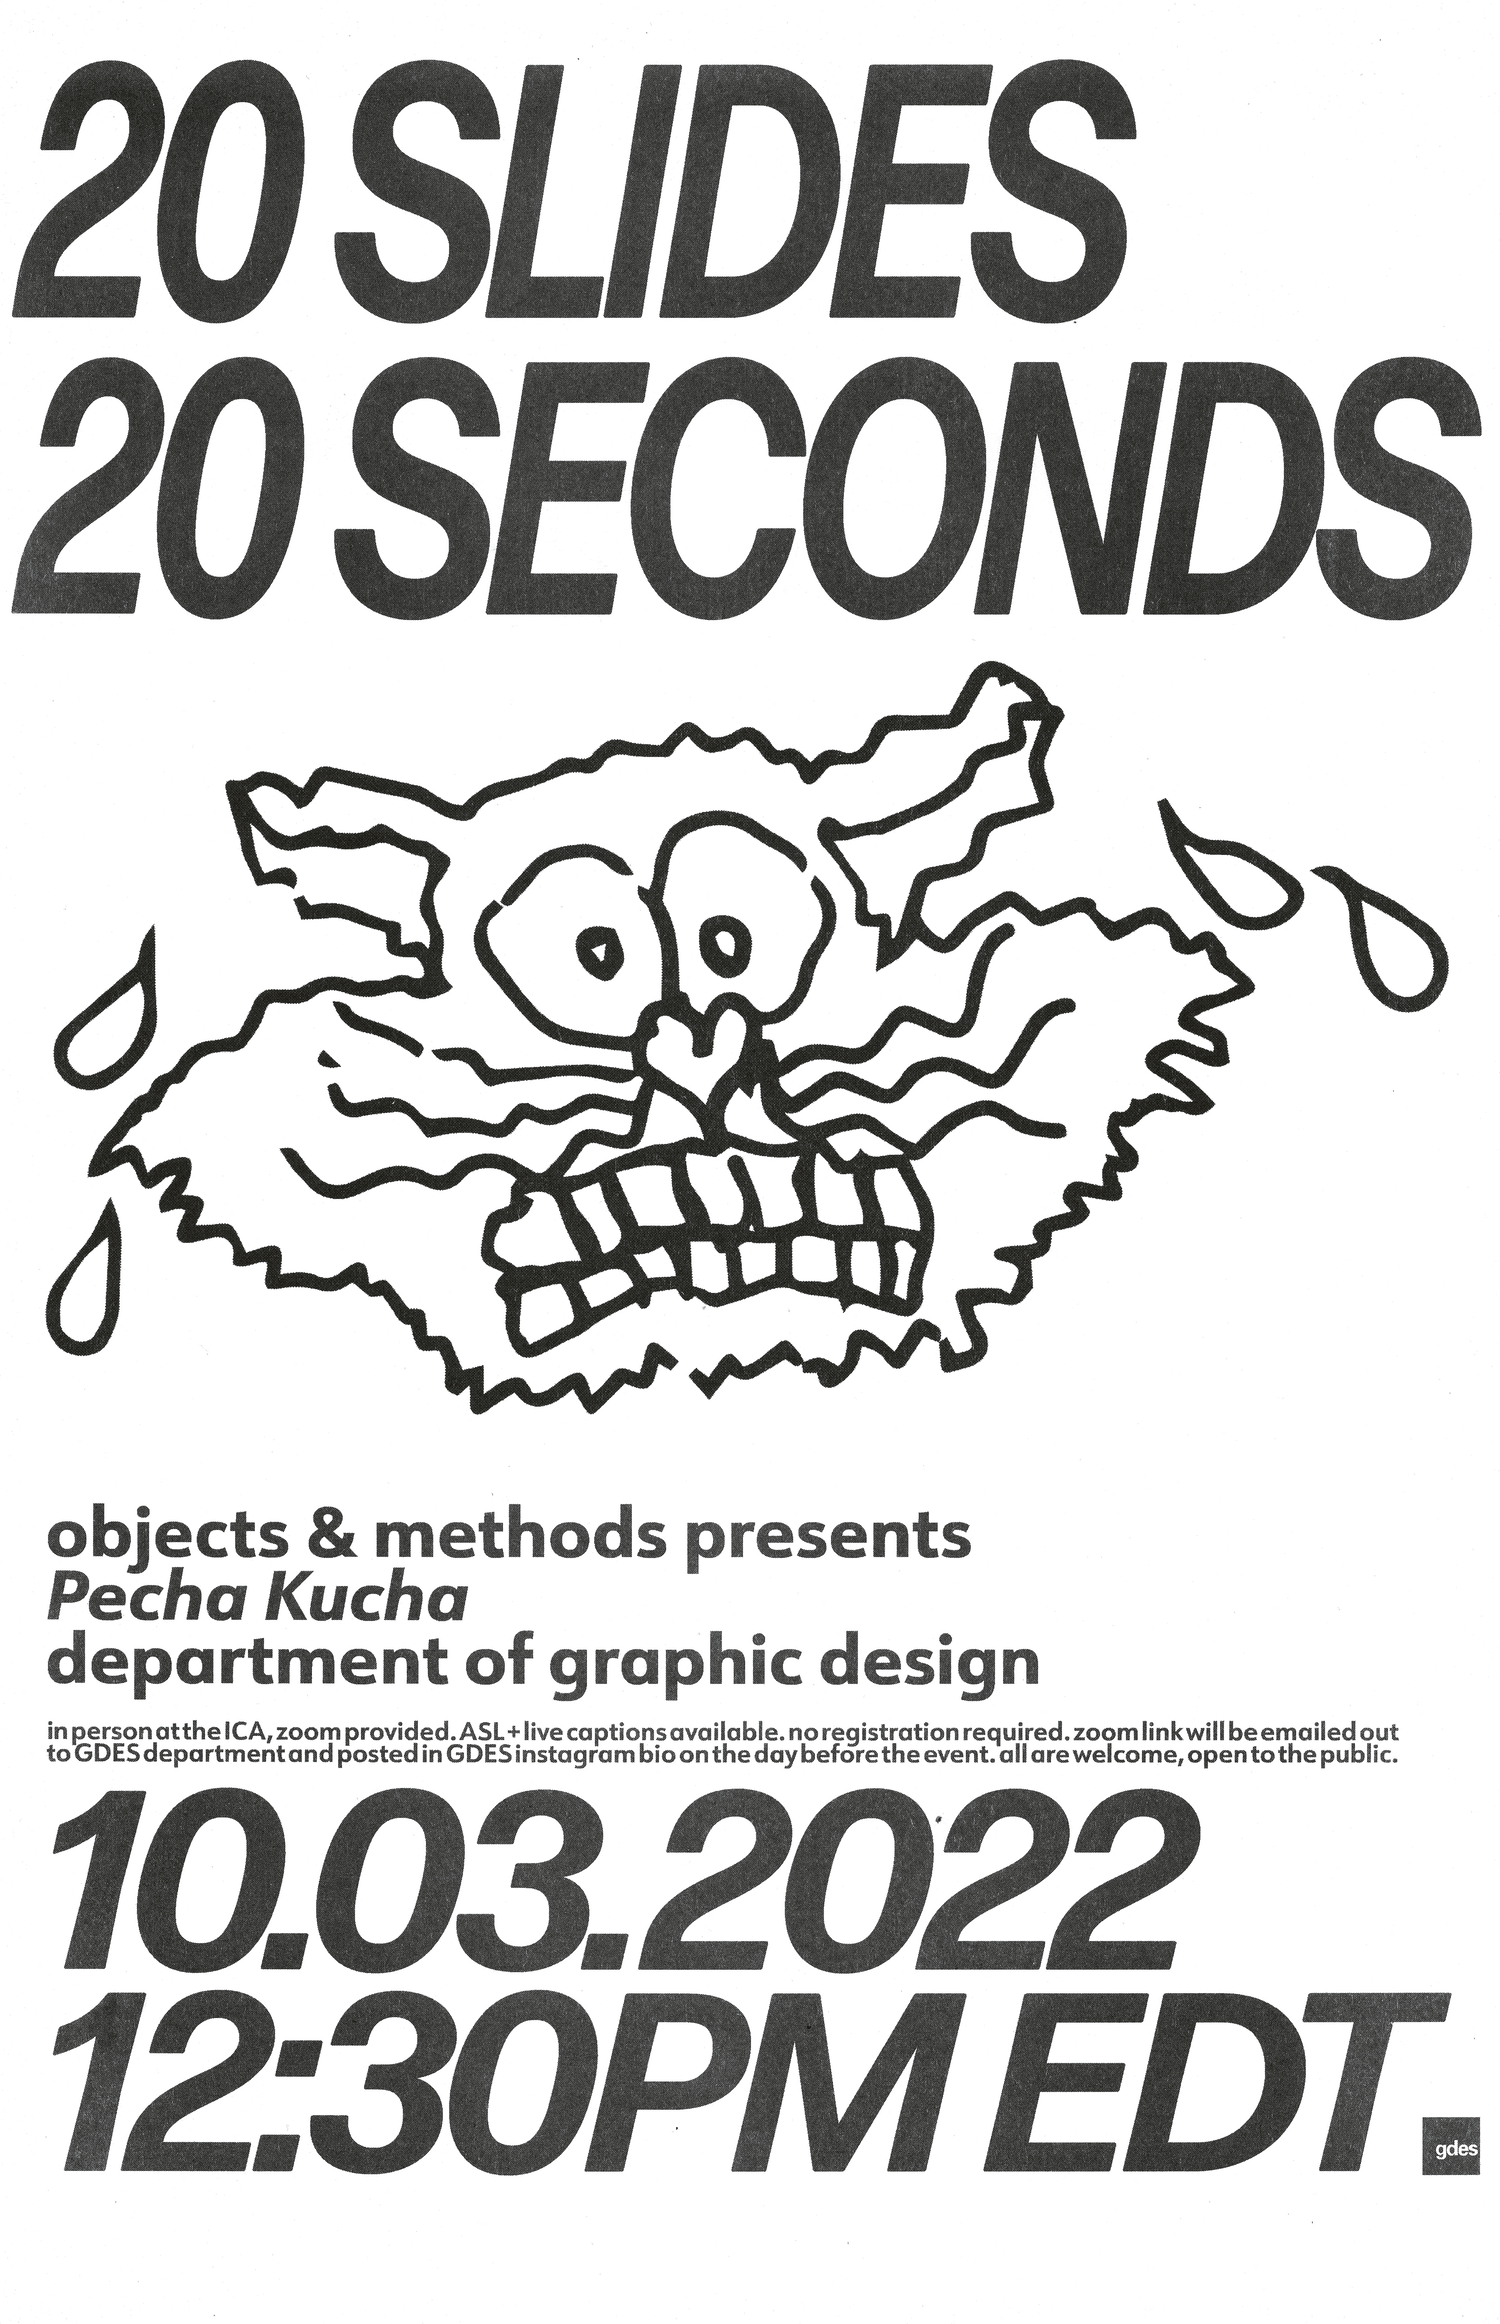 20 SLIDES
20 SECONDS
objects & methods presents
Pecha Kucha
department of graphic design
in person at the ICA, zoom provided. ASL + live captions available. no registration required. zoom link will be emailed out
to GDES department and posted in GDES instagram bio on the day before the event. all are welcome, open to the public.
10.03.2022
12:30PM EDT.
gdes